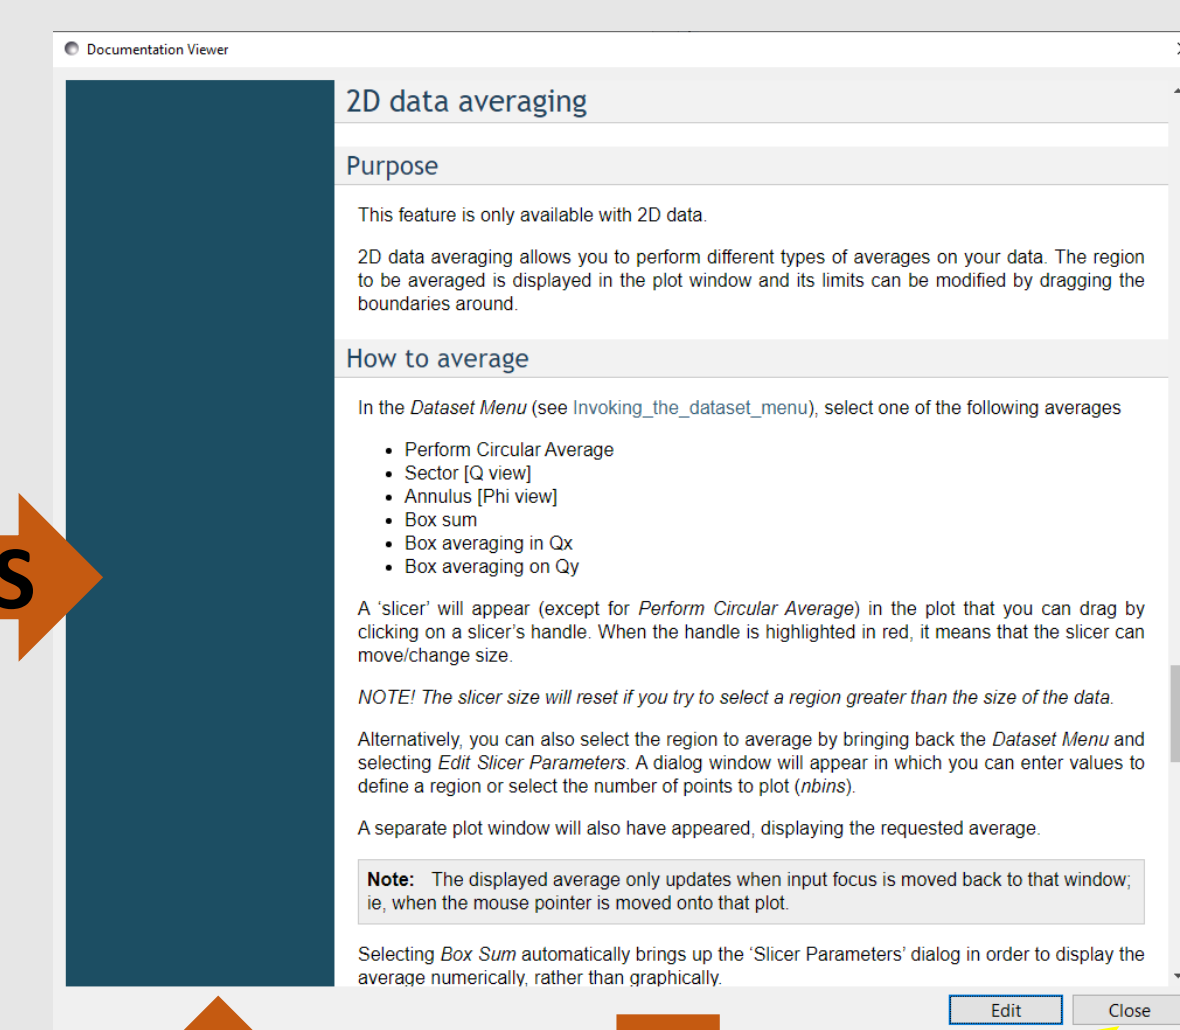 Documentation Viewer
2D data averaging
Purpose
This feature is only available with 2D data.
2D data averaging allows you to perform different types of averages on your data. The region
to be averaged is displayed in the plot window and its limits can be modified by dragging the
boundaries around.
How to average
In the Dataset Menu (see Invoking_the_dataset_menu), select one of the following averages
• Perform Circular Average
• Sector [Q view]
• Annulus [Phi view]
• Box sum
• Box averaging in Qx
• Box averaging on Qy
S
A ‘slicer’ will appear (except for Perform Circular Average) in the plot that you can drag by
clicking on a slicer’s handle. When the handle is highlighted in red, it means that the slicer can
move/change size.
NOTE! The slicer size will reset if you try to select a region greater than the size of the data.
Alternatively, you can also select the region to average by bringing back the Dataset Menu and
selecting Edit Slicer Parameters. A dialog window will appear in which you can enter values to
define a region or select the number of points to plot (nbins).
A separate plot window will also have appeared, displaying the requested average.
Note: The displayed average only updates when input focus is moved back to that window;
ie, when the mouse pointer is moved onto that plot.
Selecting Box Sum automatically brings up the ‘Slicer Parameters’ dialog in order to display the
average numerically, rather than graphically.
Edit Close